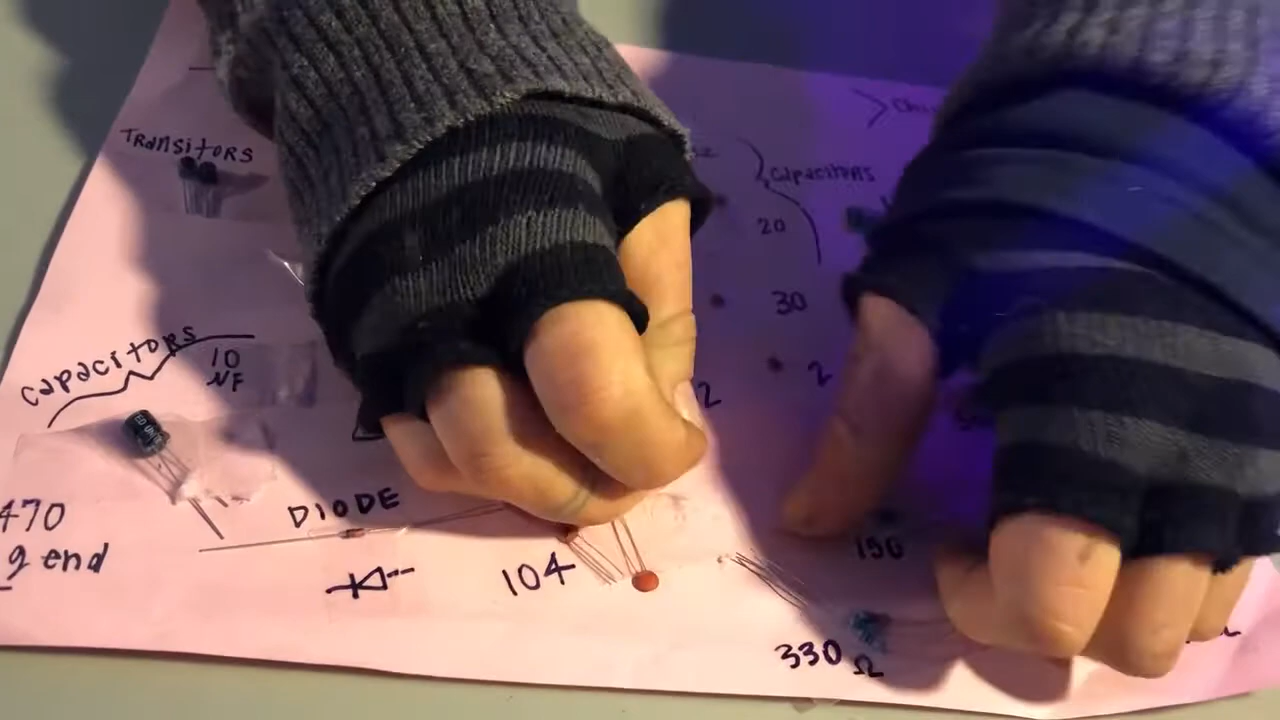 TRansitoRS
Capacitors
20
30
2
2
CapacitoRS
10
NF
470
DIODE
end
104
150
330
Ω